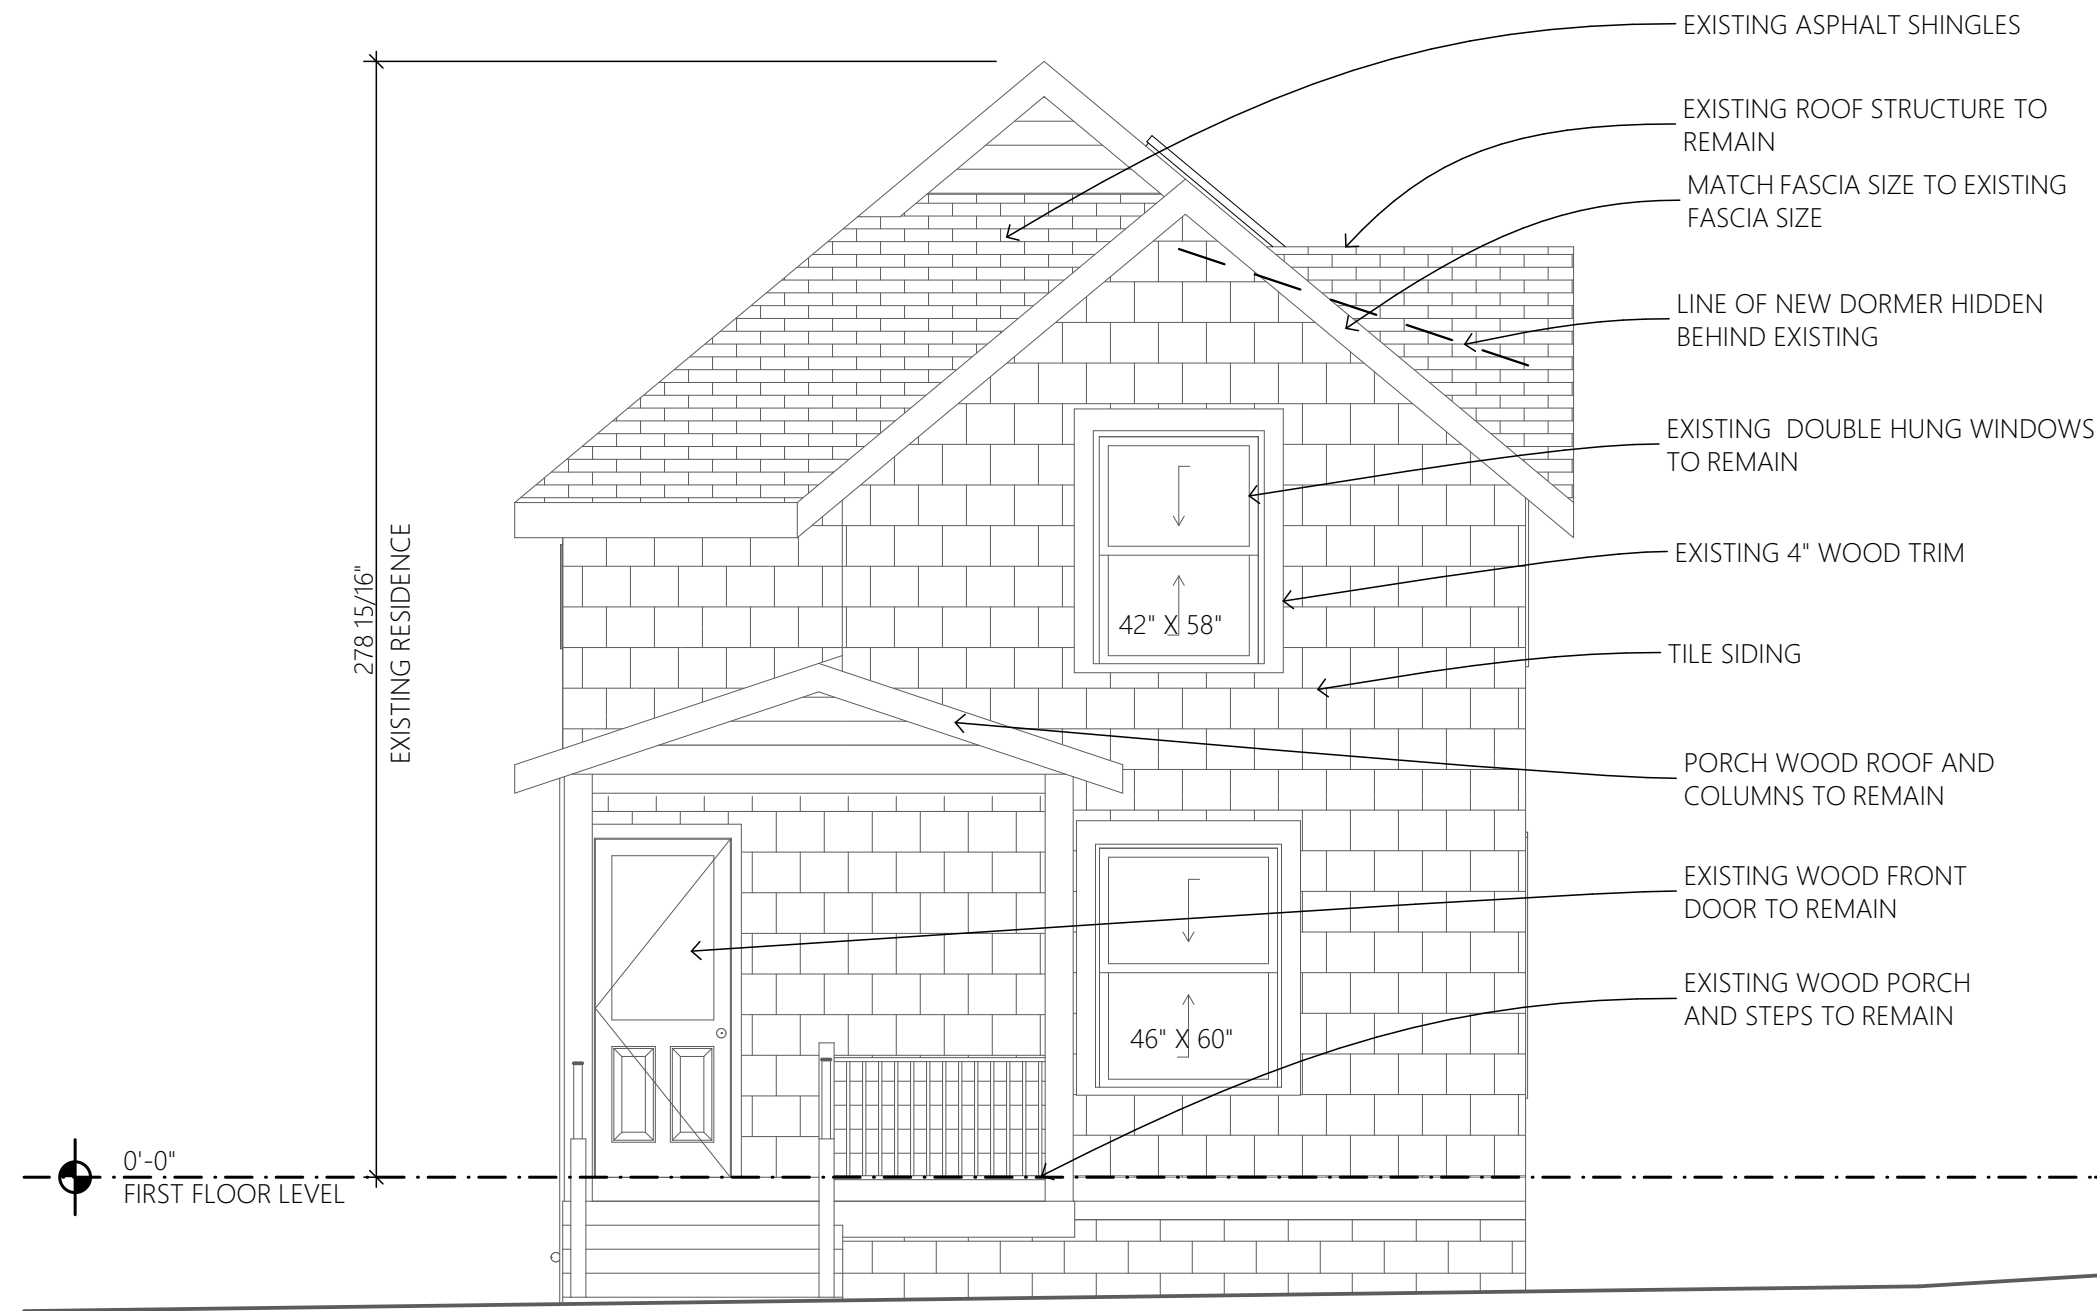 EXISTING ASPHALT SHINGLES
EXISTING ROOF STRUCTURE TO
REMAIN
MATCH FASCIA SIZE TO EXISTING
FASCIA SIZE
LINE OF NEW DORMER HIDDEN
BEHIND EXISTING
EXISTING DOUBLE HUNG WINDOWS
TO REMAIN
EXISTING 4" WOOD TRIM
TILE SIDING
PORCH WOOD ROOF AND
COLUMNS TO REMAIN
EXISTING WOOD FRONT
DOOR TO REMAIN
EXISTING WOOD PORCH
AND STEPS TO REMAIN
278 15/16"
EXISTING RESIDENCE
42" X 58"
46" X 60"
0'-0"
FIRST FLOOR LEVEL